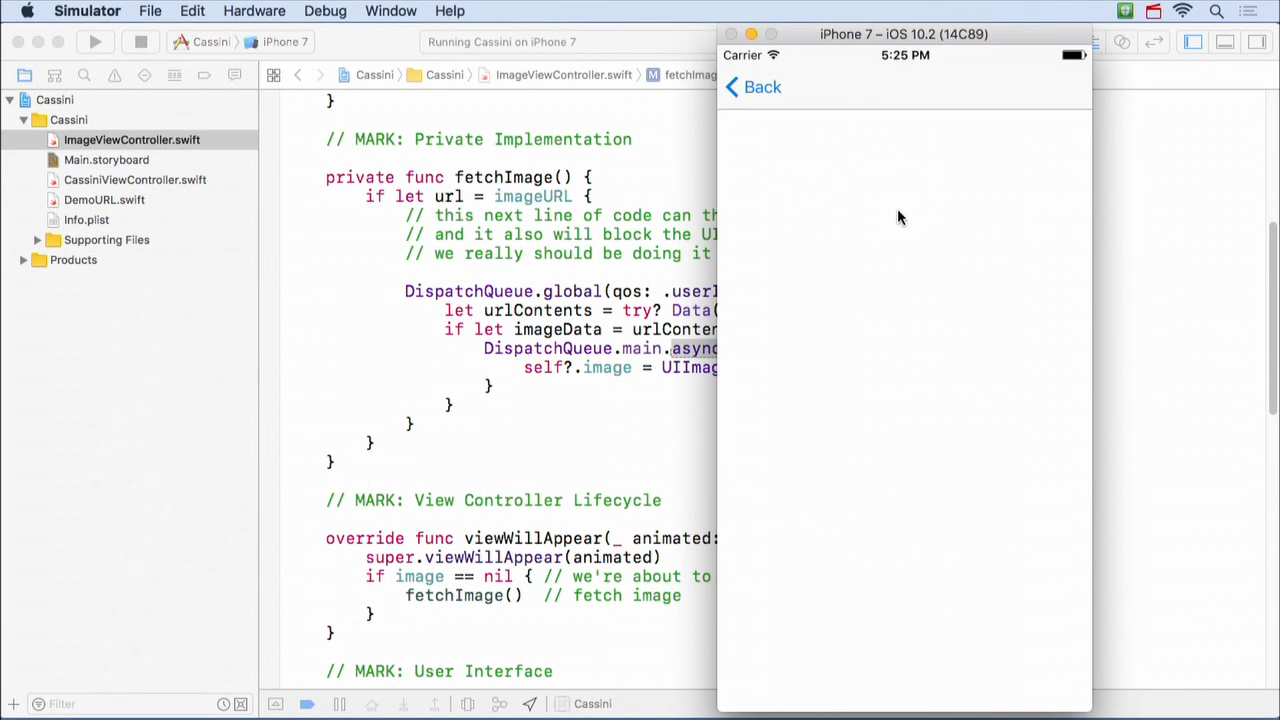 Simulator File Edit Hardware Debug Window Help
Cassini iPhone 7 Running Cassini on iPhone 7 iPhone 7 – iOS 10.2 (14C89)
Carrier 5:25 PM
Cassini Cassini ImageViewController.swift M fetchImag
Back
Cassini
Cassini
ImageViewController.swift
Main.storyboard
CassiniViewController.swift
DemoURL.swift
Info.plist
Supporting Files
Products
}
// MARK: Private Implementation
private func fetchImage() {
if let url = imageURL {
// this next line of code can th
// and it also will block the UI
// we really should be doing it
DispatchQueue.global(qos: .userI
let urlContents = try? Data(
if let imageData = urlConten
DispatchQueue.main.async
self?.image = UIImag
}
}
}
}
}
// MARK: View Controller Lifecycle
override func viewWillAppear(_ animated:
super.viewWillAppear(animated)
if image == nil { // we're about to
fetchImage() // fetch image
}
}
// MARK: User Interface
Filter Cassini